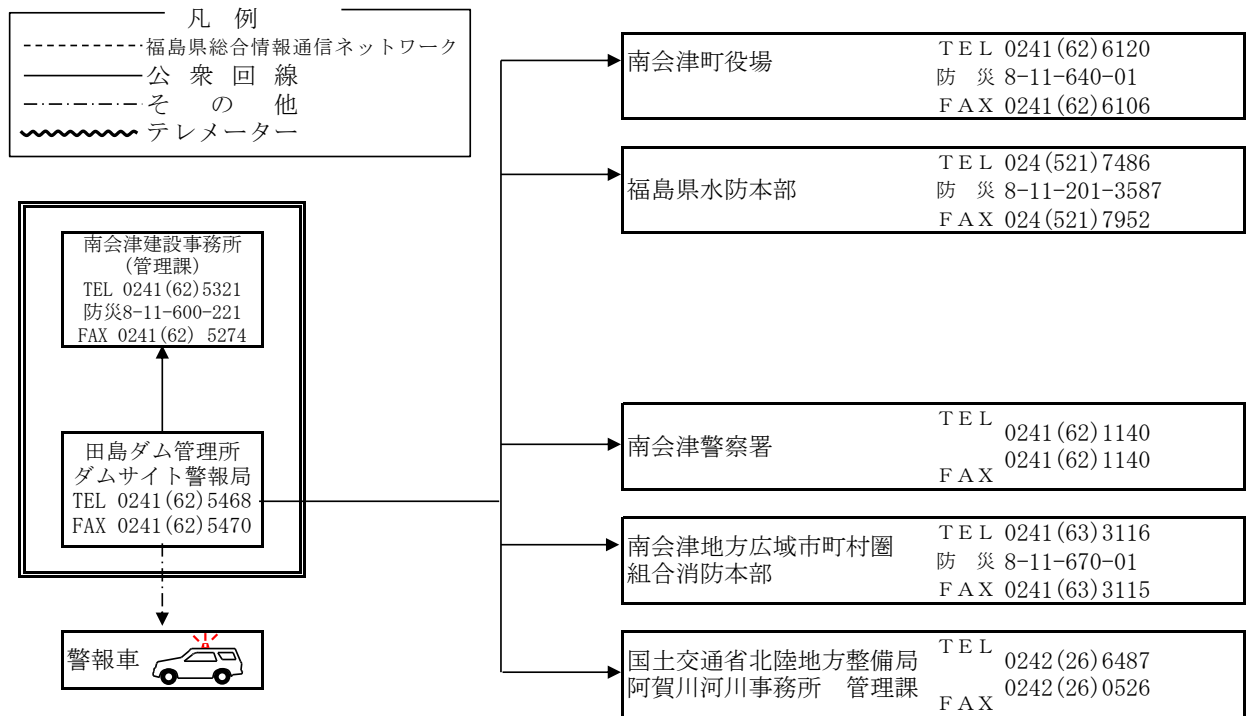 凡 例
福島県総合情報通信ネットワーク
公 衆 回 線
そ の 他
テレメーター
南会津建設事務所
(管理課)
TEL 0241(62)5321
防災8-11-600-221
FAX 0241(62) 5274
田島ダム管理所
ダムサイト警報局
TEL 0241(62)5468
FAX 0241(62)5470
警報車
南会津町役場
ＴＥＬ 0241(62)6120
防 災 8-11-640-01
ＦＡＸ 0241(62)6106
福島県水防本部
ＴＥＬ 024(521)7486
防 災 8-11-201-3587
ＦＡＸ 024(521)7952
南会津警察署
ＴＥＬ
0241(62)1140
0241(62)1140
ＦＡＸ
南会津地方広域市町村圏
組合消防本部
ＴＥＬ 0241(63)3116
防 災 8-11-670-01
ＦＡＸ 0241(63)3115
国土交通省北陸地方整備局
阿賀川河川事務所　管理課
ＴＥＬ
0242(26)6487
0242(26)0526
ＦＡＸ